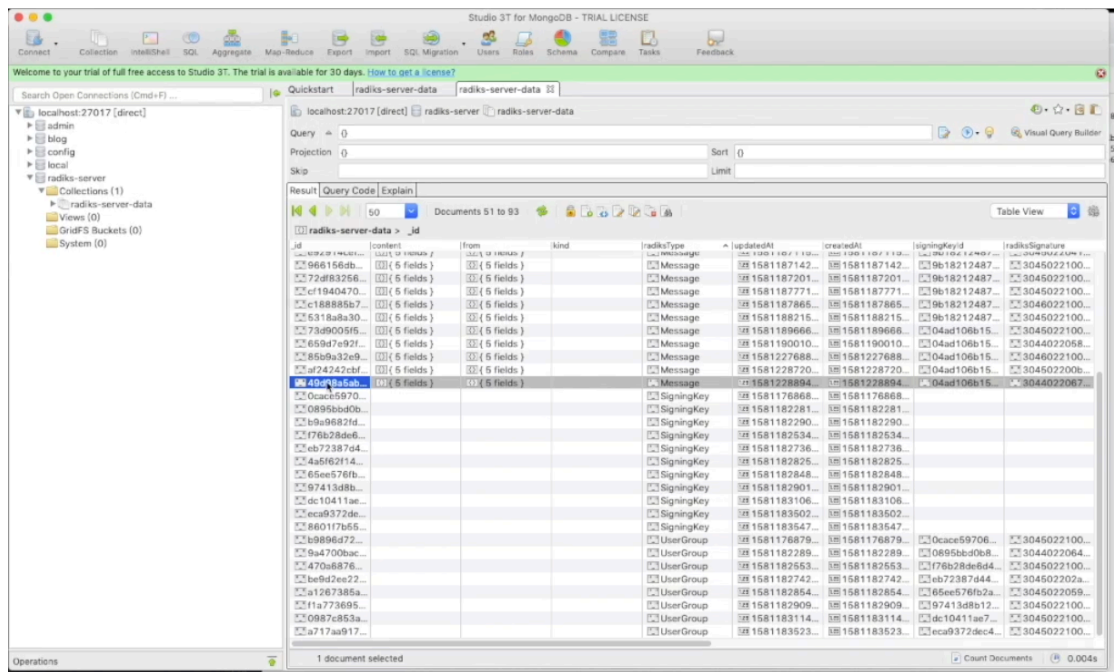 Studio 3T for MongoDB - TRIAL LICENSE
Connect Collection IntelliShell SQL Aggregate Map-Reduce Export Import SQL Migration Users Roles Schema Compare Tasks Feedback
Welcome to your trial of full free access to Studio 3T. The trial is available for 30 days. How to get a license?
Search Open Connections (Cmd+F) ...
localhost:27017 [direct]
admin
blog
config
local
radiks-server
Collections (1)
radiks-server-data
Views (0)
GridFS Buckets (0)
System (0)
Operations
Quickstart radiks-server-data radiks-server-data
localhost:27017 [direct] radiks-server radiks-server-data
Query {} Visual Query Builder
Projection {} Sort {}
Skip Limit
Result Query Code Explain
50 Documents 51 to 93 Table View
radiks-server-data > _id
_id content from kind radiksType updatedAt createdAt signingKeyId radiksSignature
966156db... { 5 fields } { 5 fields } Message 1581187142... 1581187142... 9b18212487... 3045022100...
72df83256... { 5 fields } { 5 fields } Message 1581187201... 1581187201... 9b18212487... 3045022100...
cf1940470... { 5 fields } { 5 fields } Message 1581187771... 1581187771... 9b18212487... 3045022100...
c188885b7... { 5 fields } { 5 fields } Message 1581187865... 1581187865... 9b18212487... 3046022100...
5318a8a30... { 5 fields } { 5 fields } Message 1581188215... 1581188215... 9b18212487... 3045022100...
73d9005f5... { 5 fields } { 5 fields } Message 1581189666... 1581189666... 04ad106b15... 3045022100...
659d7e92f... { 5 fields } { 5 fields } Message 1581190010... 1581190010... 04ad106b15... 3044022058...
85b9a32e9... { 5 fields } { 5 fields } Message 1581227688... 1581227688... 04ad106b15... 3046022100...
af24242cbf... { 5 fields } { 5 fields } Message 1581228720... 1581228720... 04ad106b15... 304502200b...
{ 5 fields } { 5 fields } Message 1581228894... 1581228894... 04ad106b15... 3044022067...
0cace5970... SigningKey 1581176868... 1581176868...
0895bbd0b... SigningKey 1581182281... 1581182281...
b9a9682fd... SigningKey 1581182290... 1581182290...
f76b28de6... SigningKey 1581182534... 1581182534...
eb72387d4... SigningKey 1581182736... 1581182736...
4a5f62f14... SigningKey 1581182825... 1581182825...
65ee576fb... SigningKey 1581182848... 1581182848...
97413d8b... SigningKey 1581182901... 1581182901...
dc10411ae... SigningKey 1581183106... 1581183106...
eca9372de... SigningKey 1581183502... 1581183502...
8601f7b55... SigningKey 1581183547... 1581183547...
b9896d72... UserGroup 1581176879... 1581176879... 0cace59706... 3045022100...
9a4700bac... UserGroup 1581182289... 1581182289... 0895bbd0b8... 3044022064...
470a6876... UserGroup 1581182553... 1581182553... f76b28de6d4... 3045022100...
be9d2ee22... UserGroup 1581182742... 1581182742... eb72387d44... 304502202a...
a1267385a... UserGroup 1581182854... 1581182854... 65ee576fb2a... 3045022059...
f1a773695... UserGroup 1581182909... 1581182909... 97413d8b12... 3045022100...
0987c853a... UserGroup 1581183114... 1581183114... dc10411ae7... 3045022100...
a717aa917... UserGroup 1581183523... 1581183523... eca9372dec4... 3045022100...
1 document selected Count Documents 0.004s